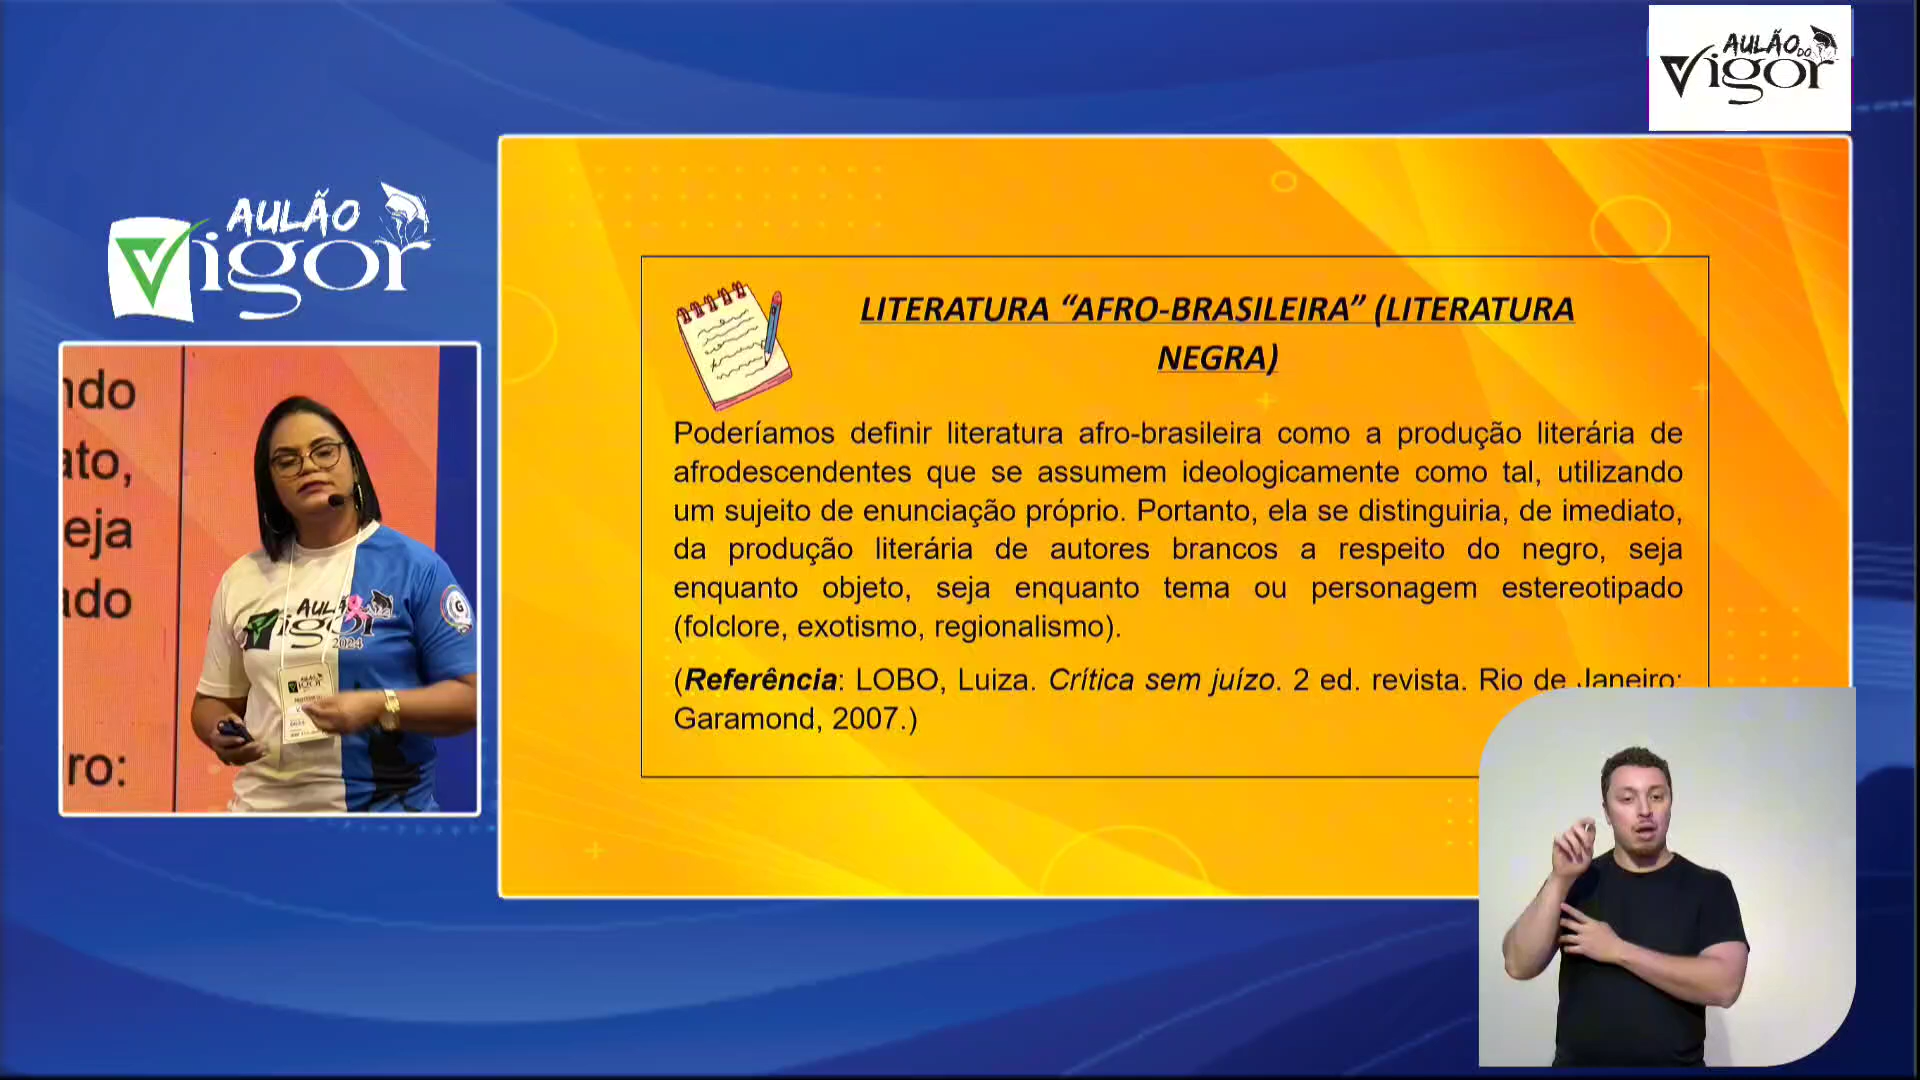 AULÃO DO
Vigor
AULÃO
Vigor
LITERATURA “AFRO-BRASILEIRA” (LITERATURA
NEGRA)
Poderíamos definir literatura afro-brasileira como a produção literária de
afrodescendentes que se assumem ideologicamente como tal, utilizando
um sujeito de enunciação próprio. Portanto, ela se distinguiria, de imediato,
da produção literária de autores brancos a respeito do negro, seja
enquanto objeto, seja enquanto tema ou personagem estereotipado
(folclore, exotismo, regionalismo).
(Referência: LOBO, Luiza. Crítica sem juízo. 2 ed. revista. Rio de Janeiro:
Garamond, 2007.)
ndo
ato,
eja
ado
ro:
AULÃO
Vigor
2024
G